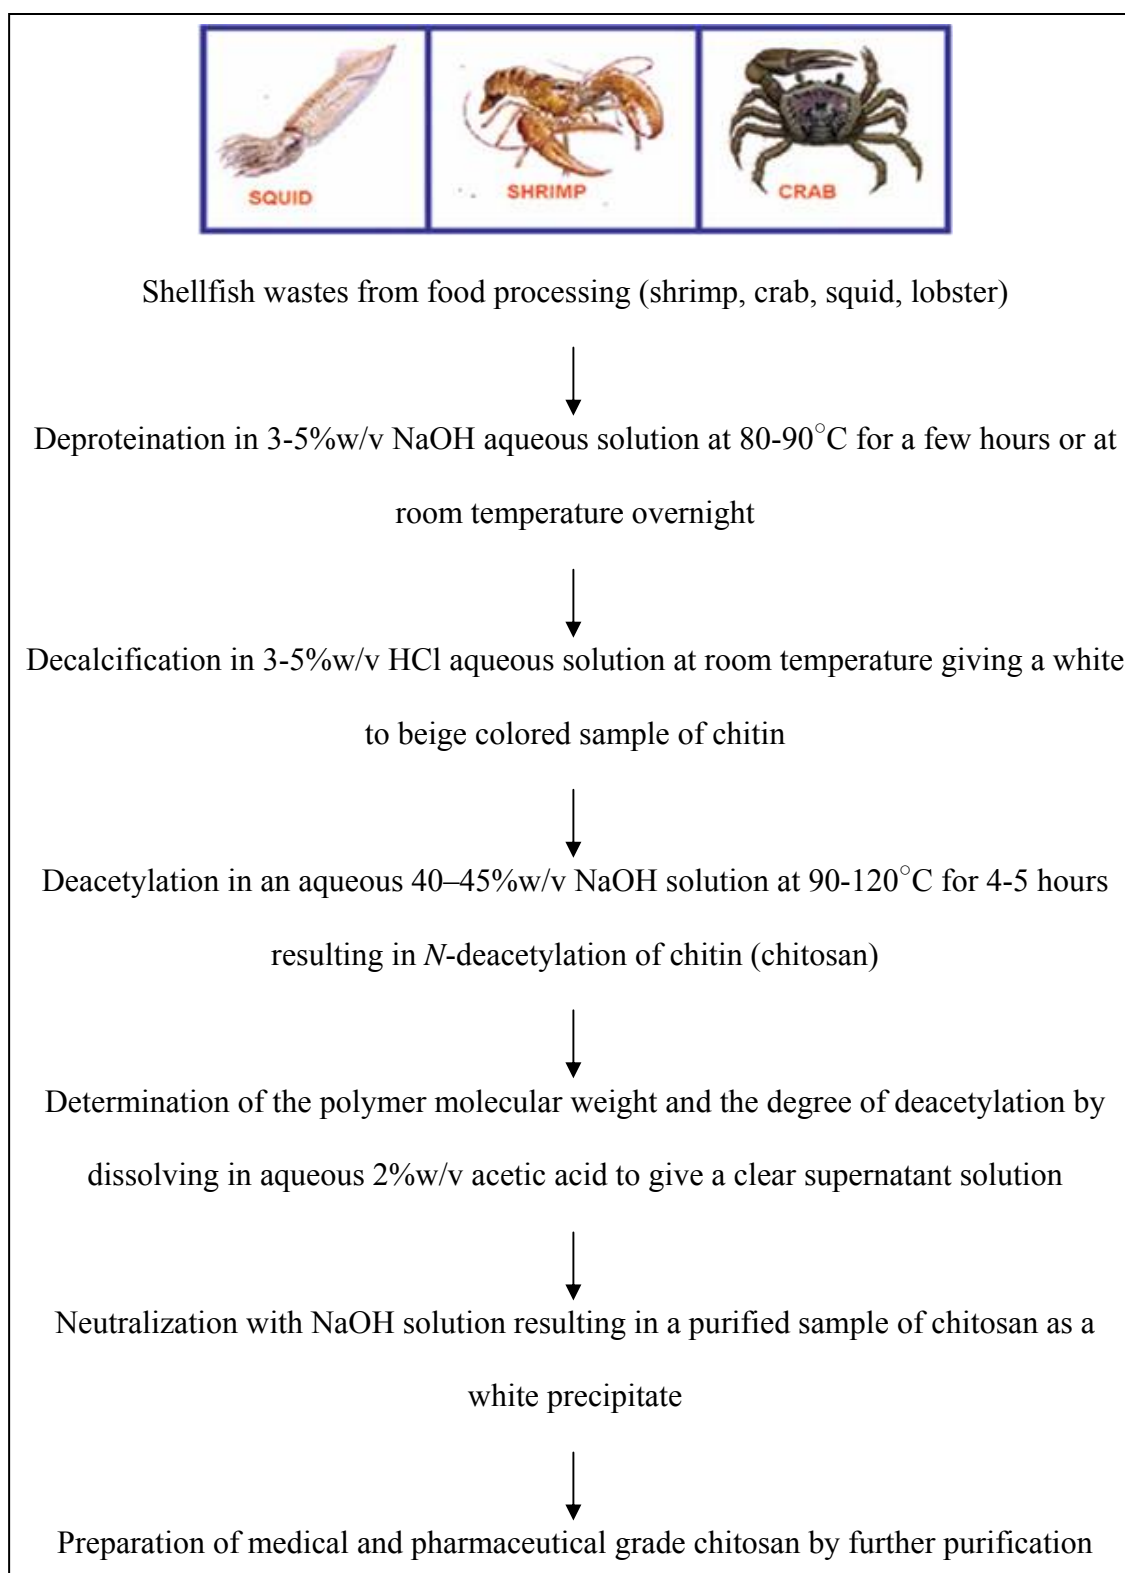 SQUID
SHRIMP
CRAB
Shellfish wastes from food processing (shrimp, crab, squid, lobster)
Deproteination in 3-5%w/v NaOH aqueous solution at 80-90°C for a few hours or at
room temperature overnight
Decalcification in 3-5%w/v HCl aqueous solution at room temperature giving a white
to beige colored sample of chitin
Deacetylation in an aqueous 40–45%w/v NaOH solution at 90-120°C for 4-5 hours
resulting in N-deacetylation of chitin (chitosan)
Determination of the polymer molecular weight and the degree of deacetylation by
dissolving in aqueous 2%w/v acetic acid to give a clear supernatant solution
Neutralization with NaOH solution resulting in a purified sample of chitosan as a
white precipitate
Preparation of medical and pharmaceutical grade chitosan by further purification